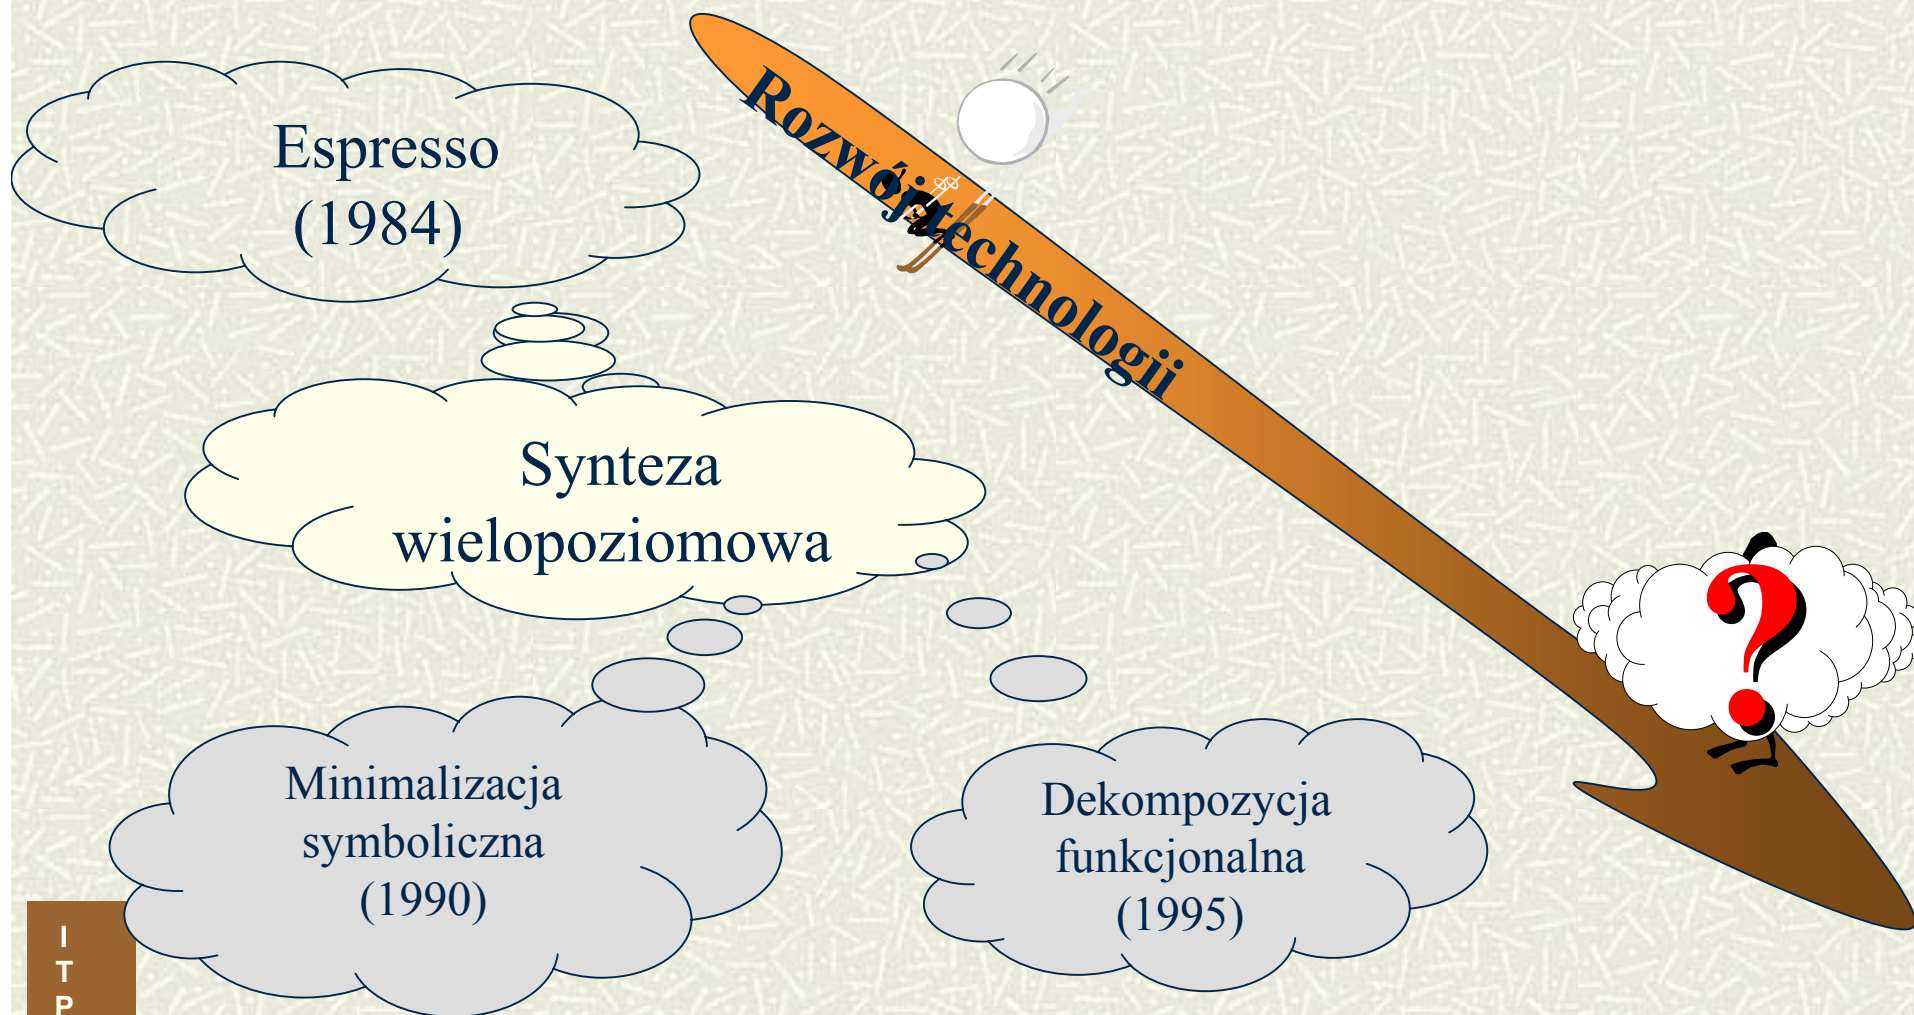 Espresso
(1984)
Rozwój technologii
Synteza
wielopoziomowa
?
Minimalizacja
symboliczna
(1990)
Dekompozycja
funkcjonalna
(1995)
I
T
P